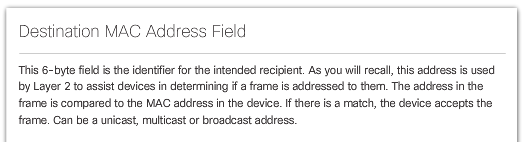 Destination MAC Address Field
This 6-byte field is the identifier for the intended recipient. As you will recall, this address is used
by Layer 2 to assist devices in determining if a frame is addressed to them. The address in the
frame is compared to the MAC address in the device. If there is a match, the device accepts the
frame. Can be a unicast, multicast or broadcast address.